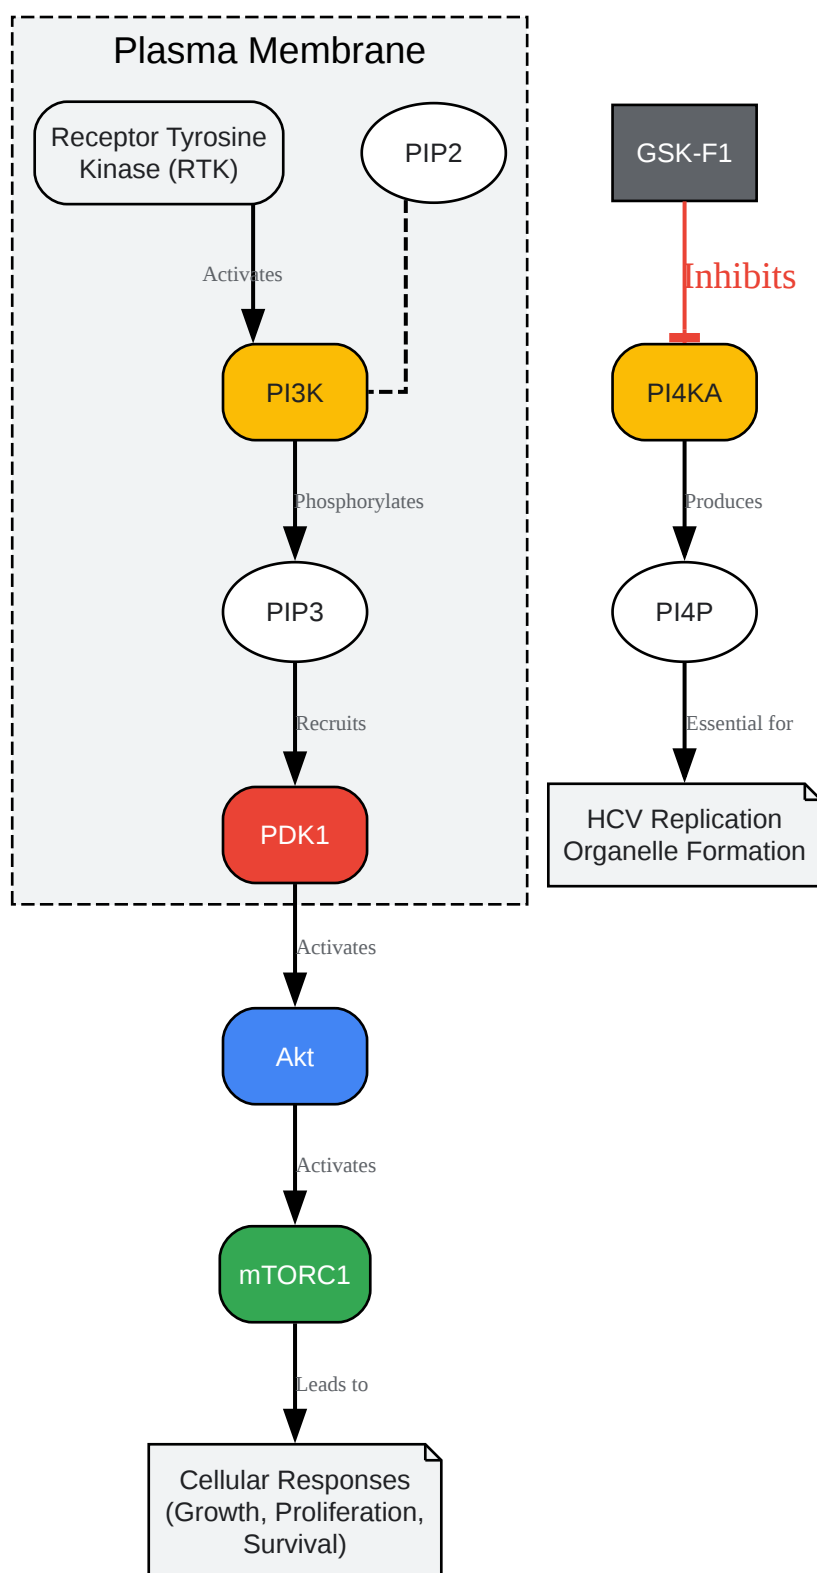 Plasma Membrane
Receptor Tyrosine
Kinase (RTK)
PIP2
GSK-F1
Activates
Inhibits
PI3K
PI4KA
Phosphorylates
Produces
PIP3
PI4P
Recruits
Essential for
PDK1
HCV Replication
Organelle Formation
Activates
Akt
Activates
mTORC1
Leads to
Cellular Responses
(Growth, Proliferation,
Survival)